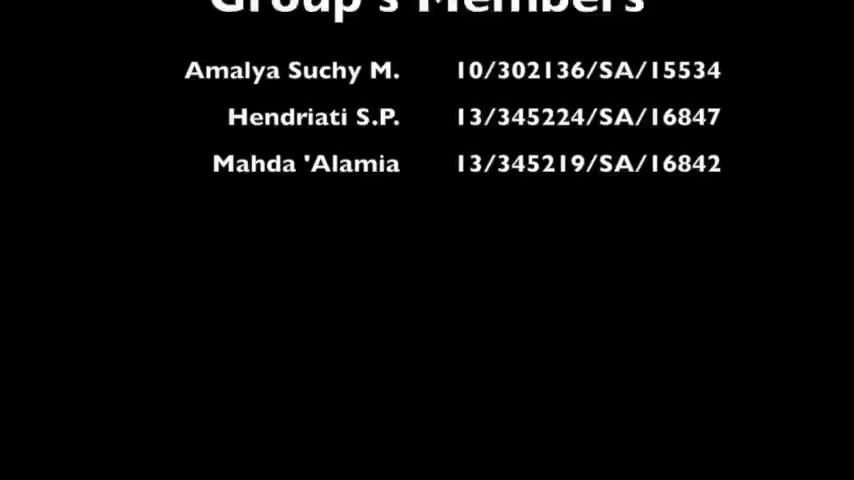 Group's Members
Amalya Suchy M. 10/302136/SA/15534
Hendriati S.P. 13/345224/SA/16847
Mahda 'Alamia 13/345219/SA/16842